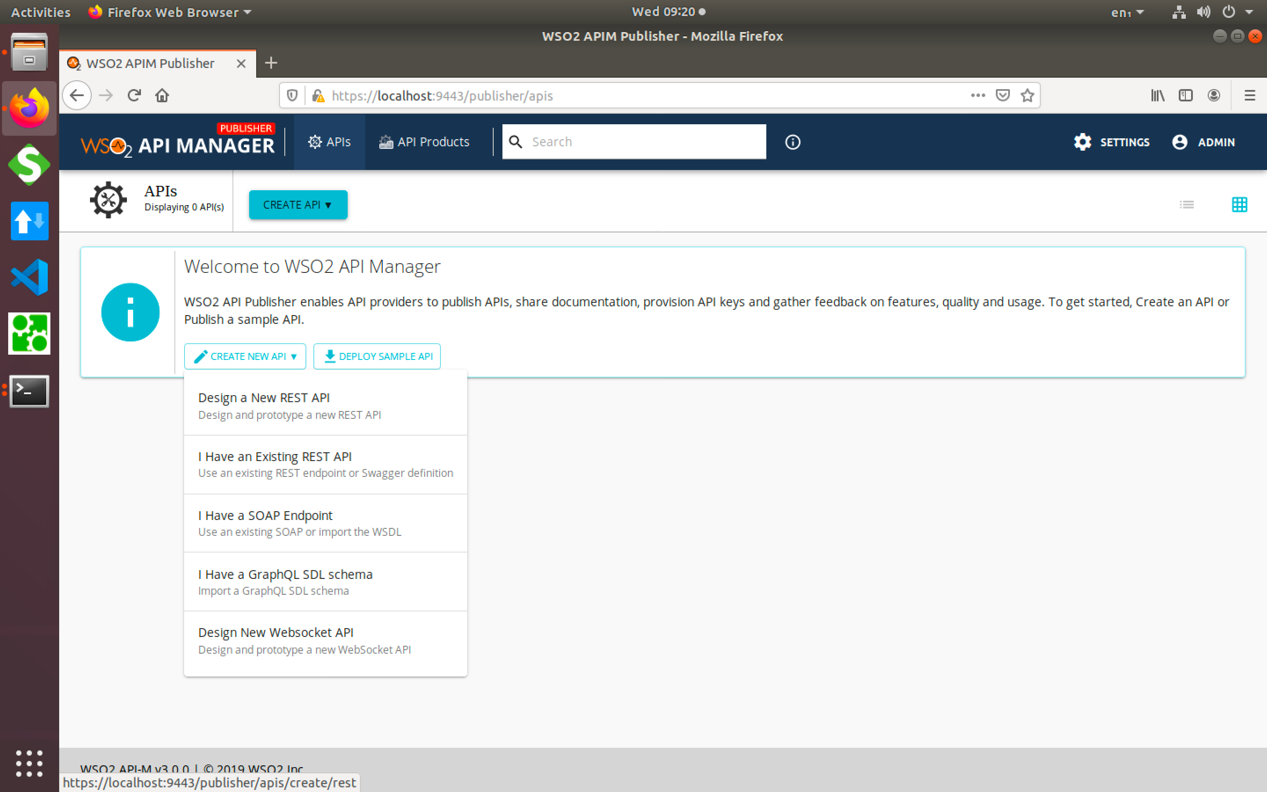 Activities Firefox Web Browser Wed 09:20 en₁
WSO2 APIM Publisher - Mozilla Firefox
WSO2 APIM Publisher
https://localhost:9443/publisher/apis
WSO2 API MANAGER PUBLISHER APIs API Products Search SETTINGS ADMIN
APIs
Displaying 0 API(s)
CREATE API ▼
Welcome to WSO2 API Manager
WSO2 API Publisher enables API providers to publish APIs, share documentation, provision API keys and gather feedback on features, quality and usage. To get started, Create an API or
Publish a sample API.
CREATE NEW API ▼ DEPLOY SAMPLE API
Design a New REST API
Design and prototype a new REST API
I Have an Existing REST API
Use an existing REST endpoint or Swagger definition
I Have a SOAP Endpoint
Use an existing SOAP or import the WSDL
I Have a GraphQL SDL schema
Import a GraphQL SDL schema
Design New Websocket API
Design and prototype a new WebSocket API
WSO2 API-M v3.0.0 | © 2019 WSO2 Inc
https://localhost:9443/publisher/apis/create/rest